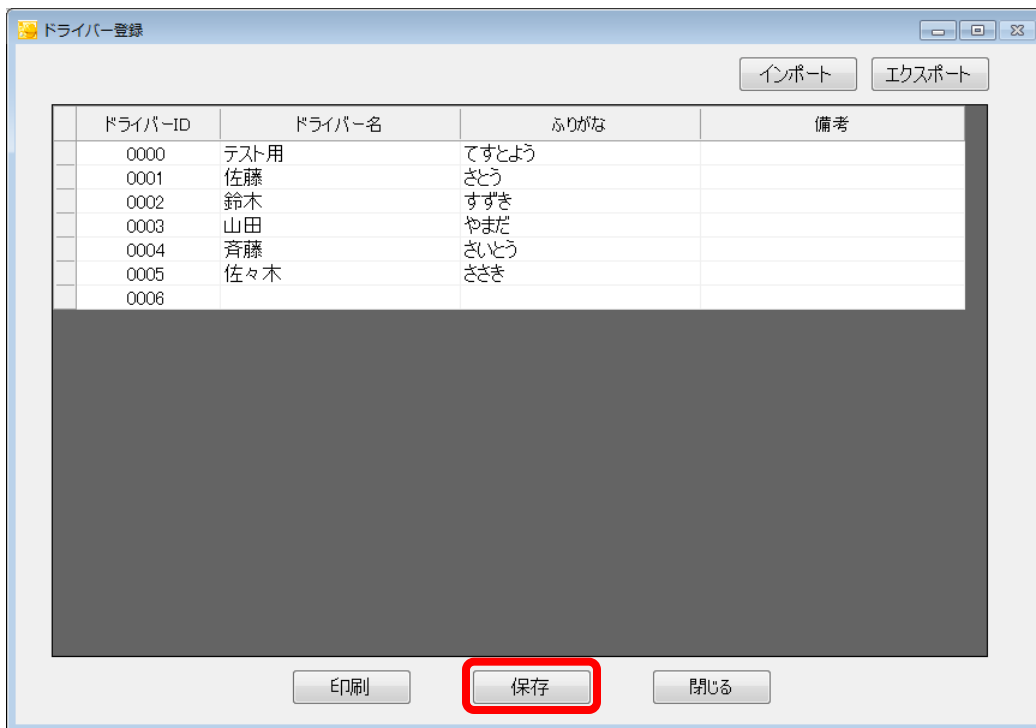 ドライバー登録
インポート エクスポート
ドライバーID ドライバー名 ふりがな 備考
0000 テスト用 てすとよう
0001 佐藤 さとう
0002 鈴木 すずき
0003 山田 やまだ
0004 斉藤 さいとう
0005 佐々木 ささき
0006
印刷 保存 閉じる